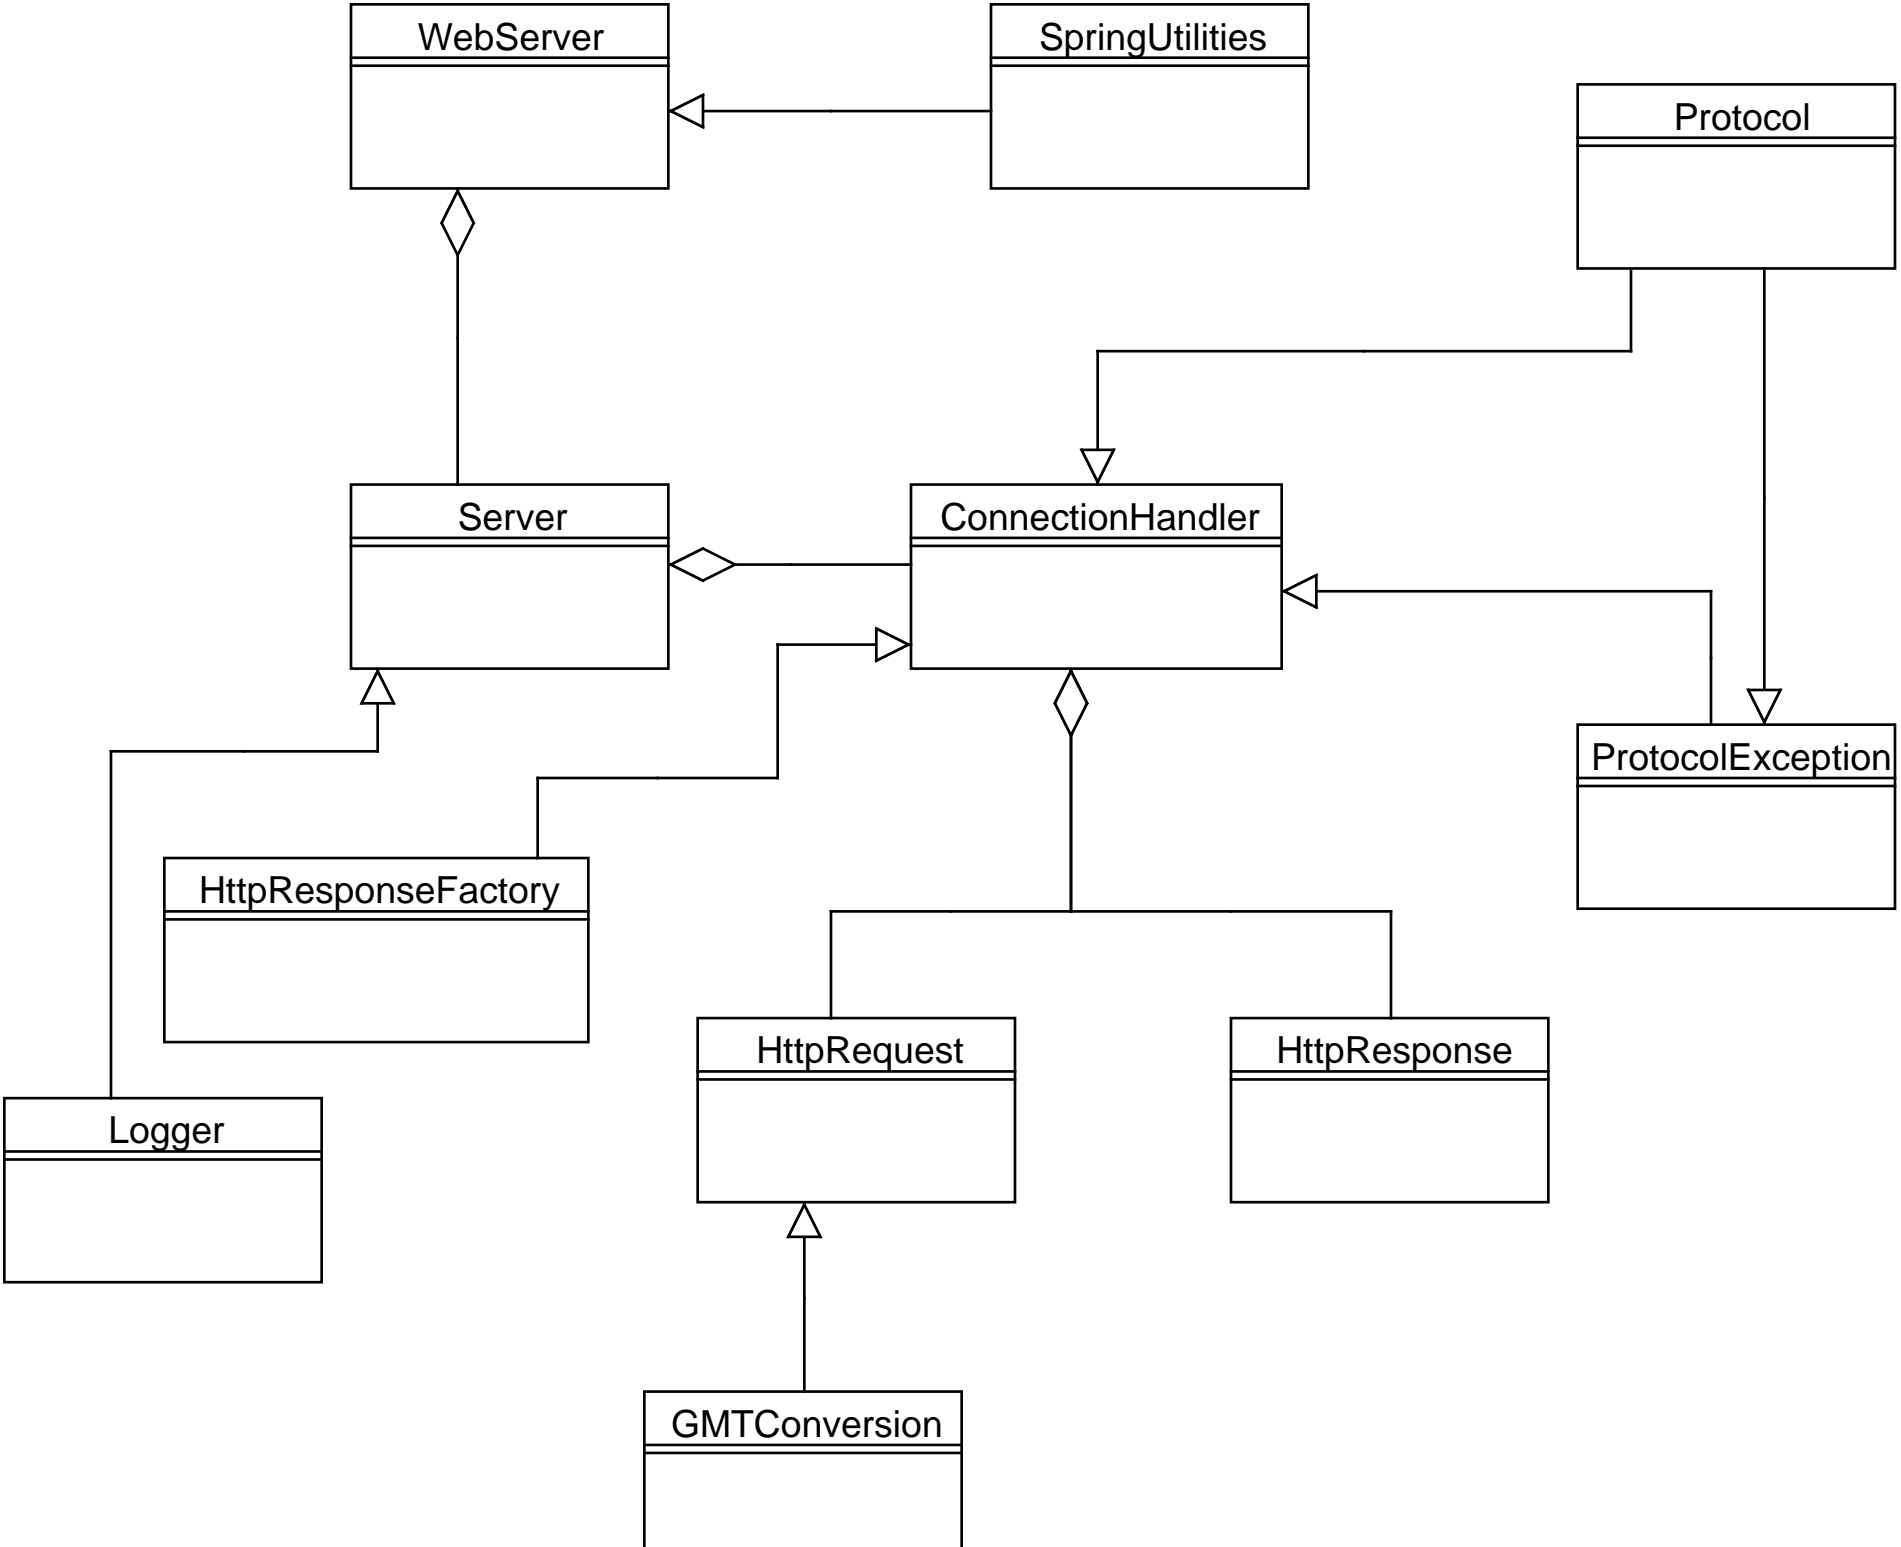 WebServer
SpringUtilities
Protocol
Server
ConnectionHandler
ProtocolException
HttpResponseFactory
HttpRequest
HttpResponse
Logger
GMTConversion